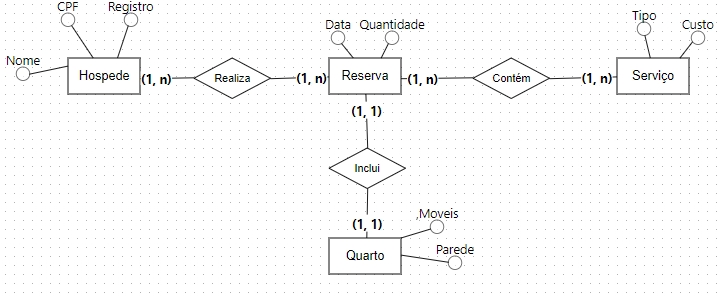 CPF
Registro
Nome
Hospede
(1, n)
Realiza
(1, n)
Data
Quantidade
Reserva
(1, n)
Contém
(1, n)
Tipo
Custo
Serviço
(1, 1)
Inclui
(1, 1)
,Moveis
Quarto
Parede